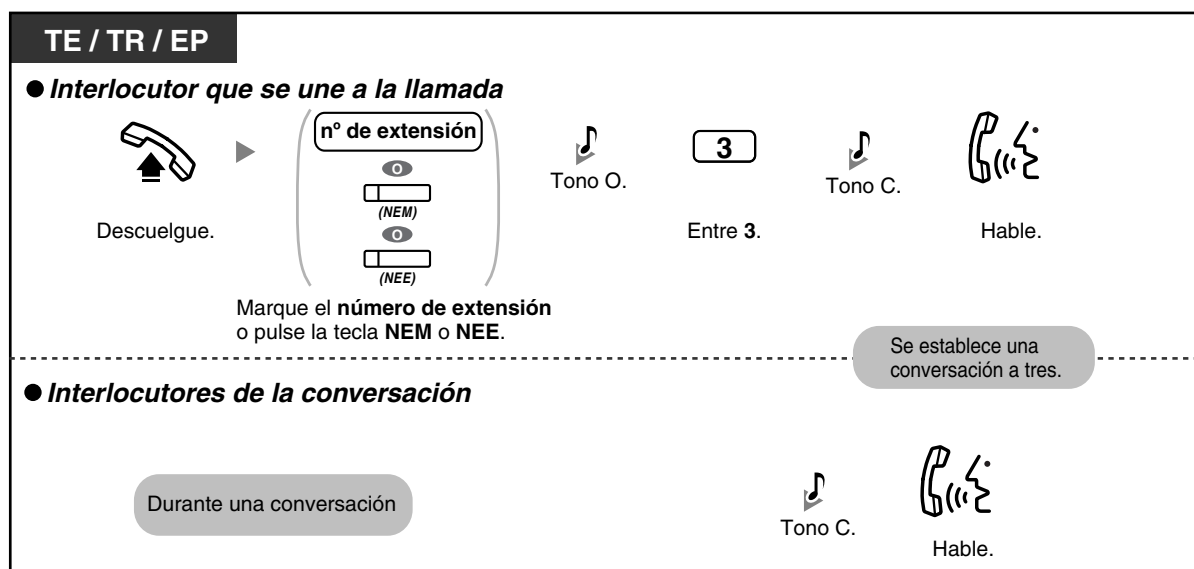 TE / TR / EP
● Interlocutor que se une a la llamada
nº de extensión
O
(NEM)
O
(NEE)
Tono O.
3
Tono C.
Descuelgue.
Entre 3.
Hable.
Marque el número de extensión
o pulse la tecla NEM o NEE.
Se establece una
conversación a tres.
● Interlocutores de la conversación
Durante una conversación
Tono C.
Hable.